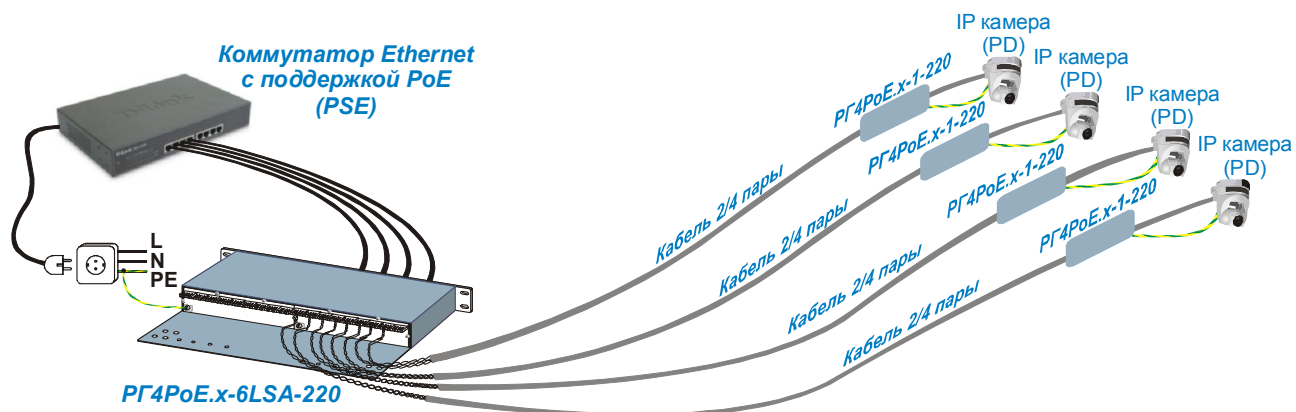 Коммутатор Ethernet
с поддержкой PoE
(PSE)
D-Link
L
N
PE
РГ4PoE.x-6LSA-220
IP камера
(PD)
IP камера
(PD)
IP камера
(PD)
IP камера
(PD)
РГ4PoE.x-1-220
РГ4PoE.x-1-220
РГ4PoE.x-1-220
РГ4PoE.x-1-220
Кабель 2/4 пары
Кабель 2/4 пары
Кабель 2/4 пары
Кабель 2/4 пары